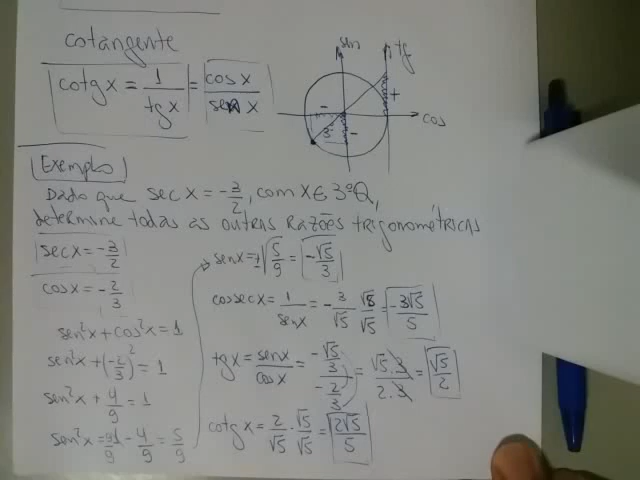 cotangente
cotg x = 1/tg x = cos x/sen x
sen
tg
+
cos
-
3
-
Exemplo
Dado que sec x = -3/2, com x ∈ 3ºQ,
determine todas as outras razões trigonométricas
sec x = -3/2
cos x = -2/3
sen²x + cos²x = 1
sen²x + (-2/3)² = 1
sen²x + 4/9 = 1
sen²x = 9/9 - 4/9 = 5/9
sen x = ±√5/9 = -√5/3
cossec x = 1/sen x = -3/√5 √5/√5 = -3√5/5
tg x = sen x/cos x = (-√5/3)/(-2/3) = √5·3/2·3 = √5/2
cotg x = 2/√5 · √5/√5 = 2√5/5